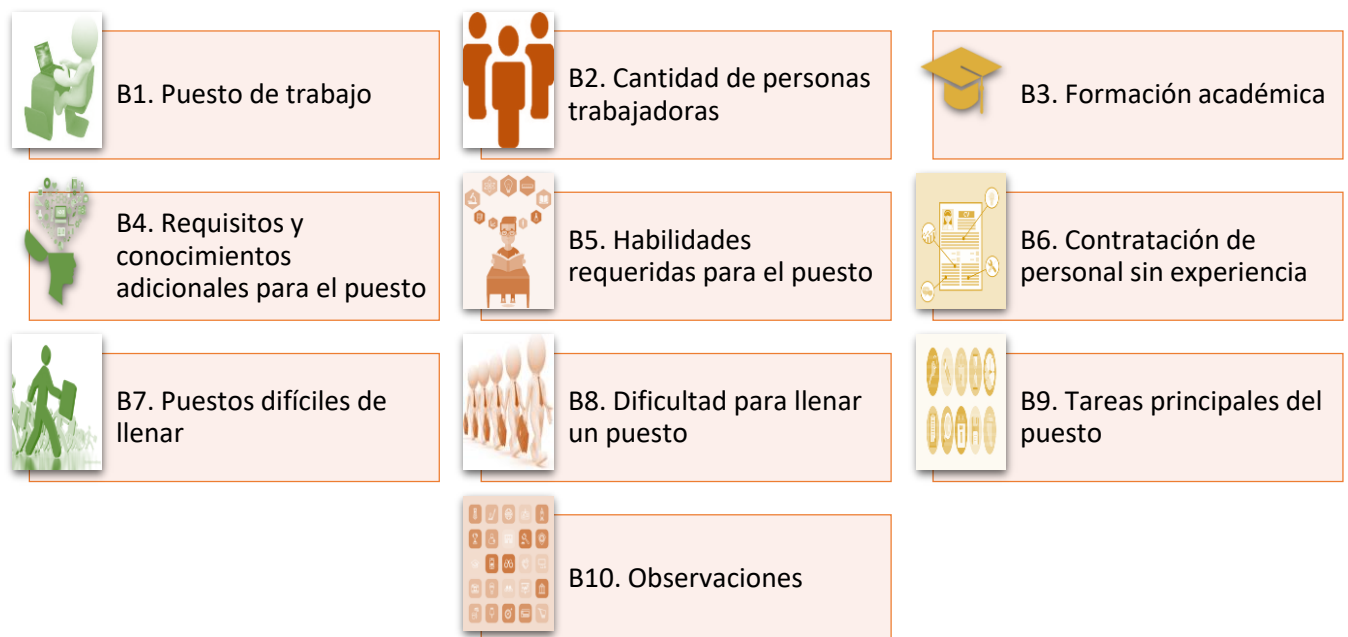 B1. Puesto de trabajo
B2. Cantidad de personas
trabajadoras
B3. Formación académica
B4. Requisitos y
conocimientos
adicionales para el puesto
B5. Habilidades
requeridas para el puesto
B6. Contratación de
personal sin experiencia
B7. Puestos difíciles de
llenar
B8. Dificultad para llenar
un puesto
B9. Tareas principales del
puesto
B10. Observaciones